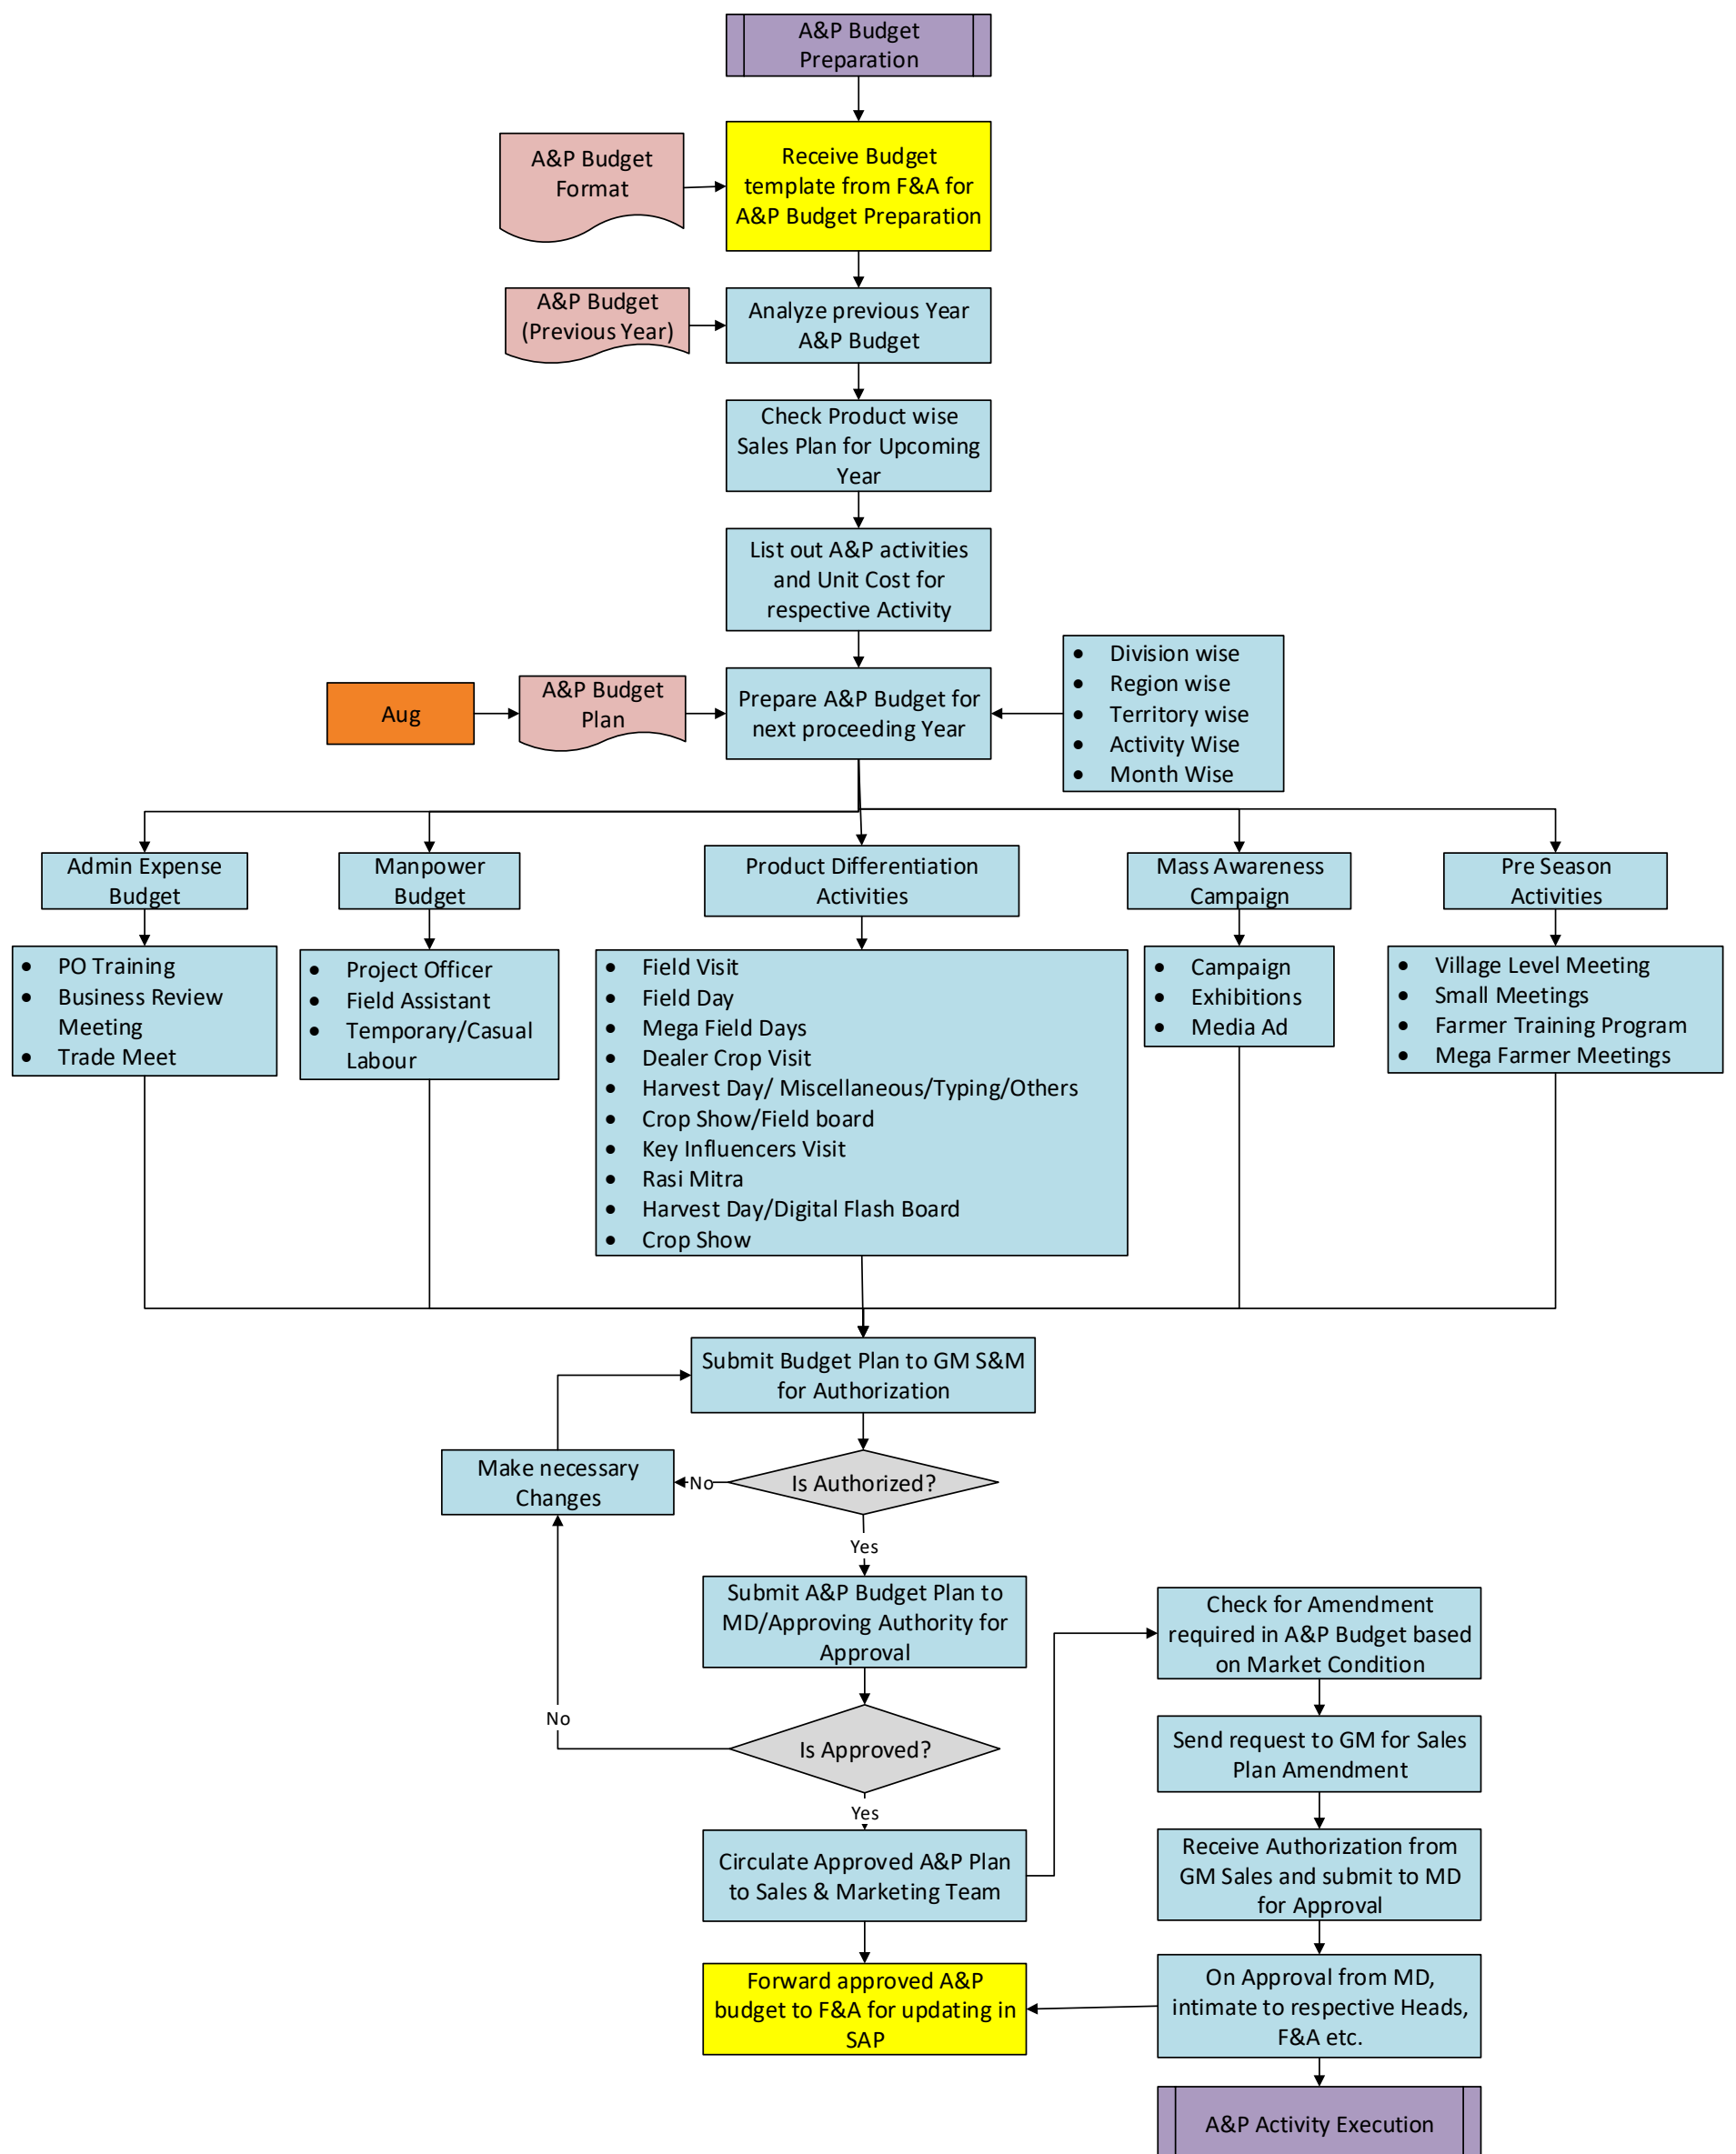 A&P Budget
Preparation
A&P Budget
Format
Receive Budget
template from F&A for
A&P Budget Preparation
A&P Budget
(Previous Year)
Analyze previous Year
A&P Budget
Check Product wise
Sales Plan for Upcoming
Year
List out A&P activities
and Unit Cost for
respective Activity
Aug
A&P Budget
Plan
Prepare A&P Budget for
next proceeding Year
• Division wise
• Region wise
• Territory wise
• Activity Wise
• Month Wise
Admin Expense
Budget
Manpower
Budget
Product Differentiation
Activities
Mass Awareness
Campaign
Pre Season
Activities
• PO Training
• Business Review
Meeting
• Trade Meet
• Project Officer
• Field Assistant
• Temporary/Casual
Labour
• Field Visit
• Field Day
• Mega Field Days
• Dealer Crop Visit
• Harvest Day/ Miscellaneous/Typing/Others
• Crop Show/Field board
• Key Influencers Visit
• Rasi Mitra
• Harvest Day/Digital Flash Board
• Crop Show
• Campaign
• Exhibitions
• Media Ad
• Village Level Meeting
• Small Meetings
• Farmer Training Program
• Mega Farmer Meetings
Submit Budget Plan to GM S&M
for Authorization
Make necessary
Changes
No
Is Authorized?
Yes
Submit A&P Budget Plan to
MD/Approving Authority for
Approval
No
Is Approved?
Yes
Circulate Approved A&P Plan
to Sales & Marketing Team
Forward approved A&P
budget to F&A for updating in
SAP
Check for Amendment
required in A&P Budget based
on Market Condition
Send request to GM for Sales
Plan Amendment
Receive Authorization from
GM Sales and submit to MD
for Approval
On Approval from MD,
intimate to respective Heads,
F&A etc.
A&P Activity Execution